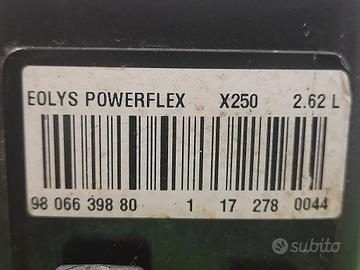 EOLYS POWERFLEX X250 2.62 L
98 066 398 80 1 17 278 0044
subito